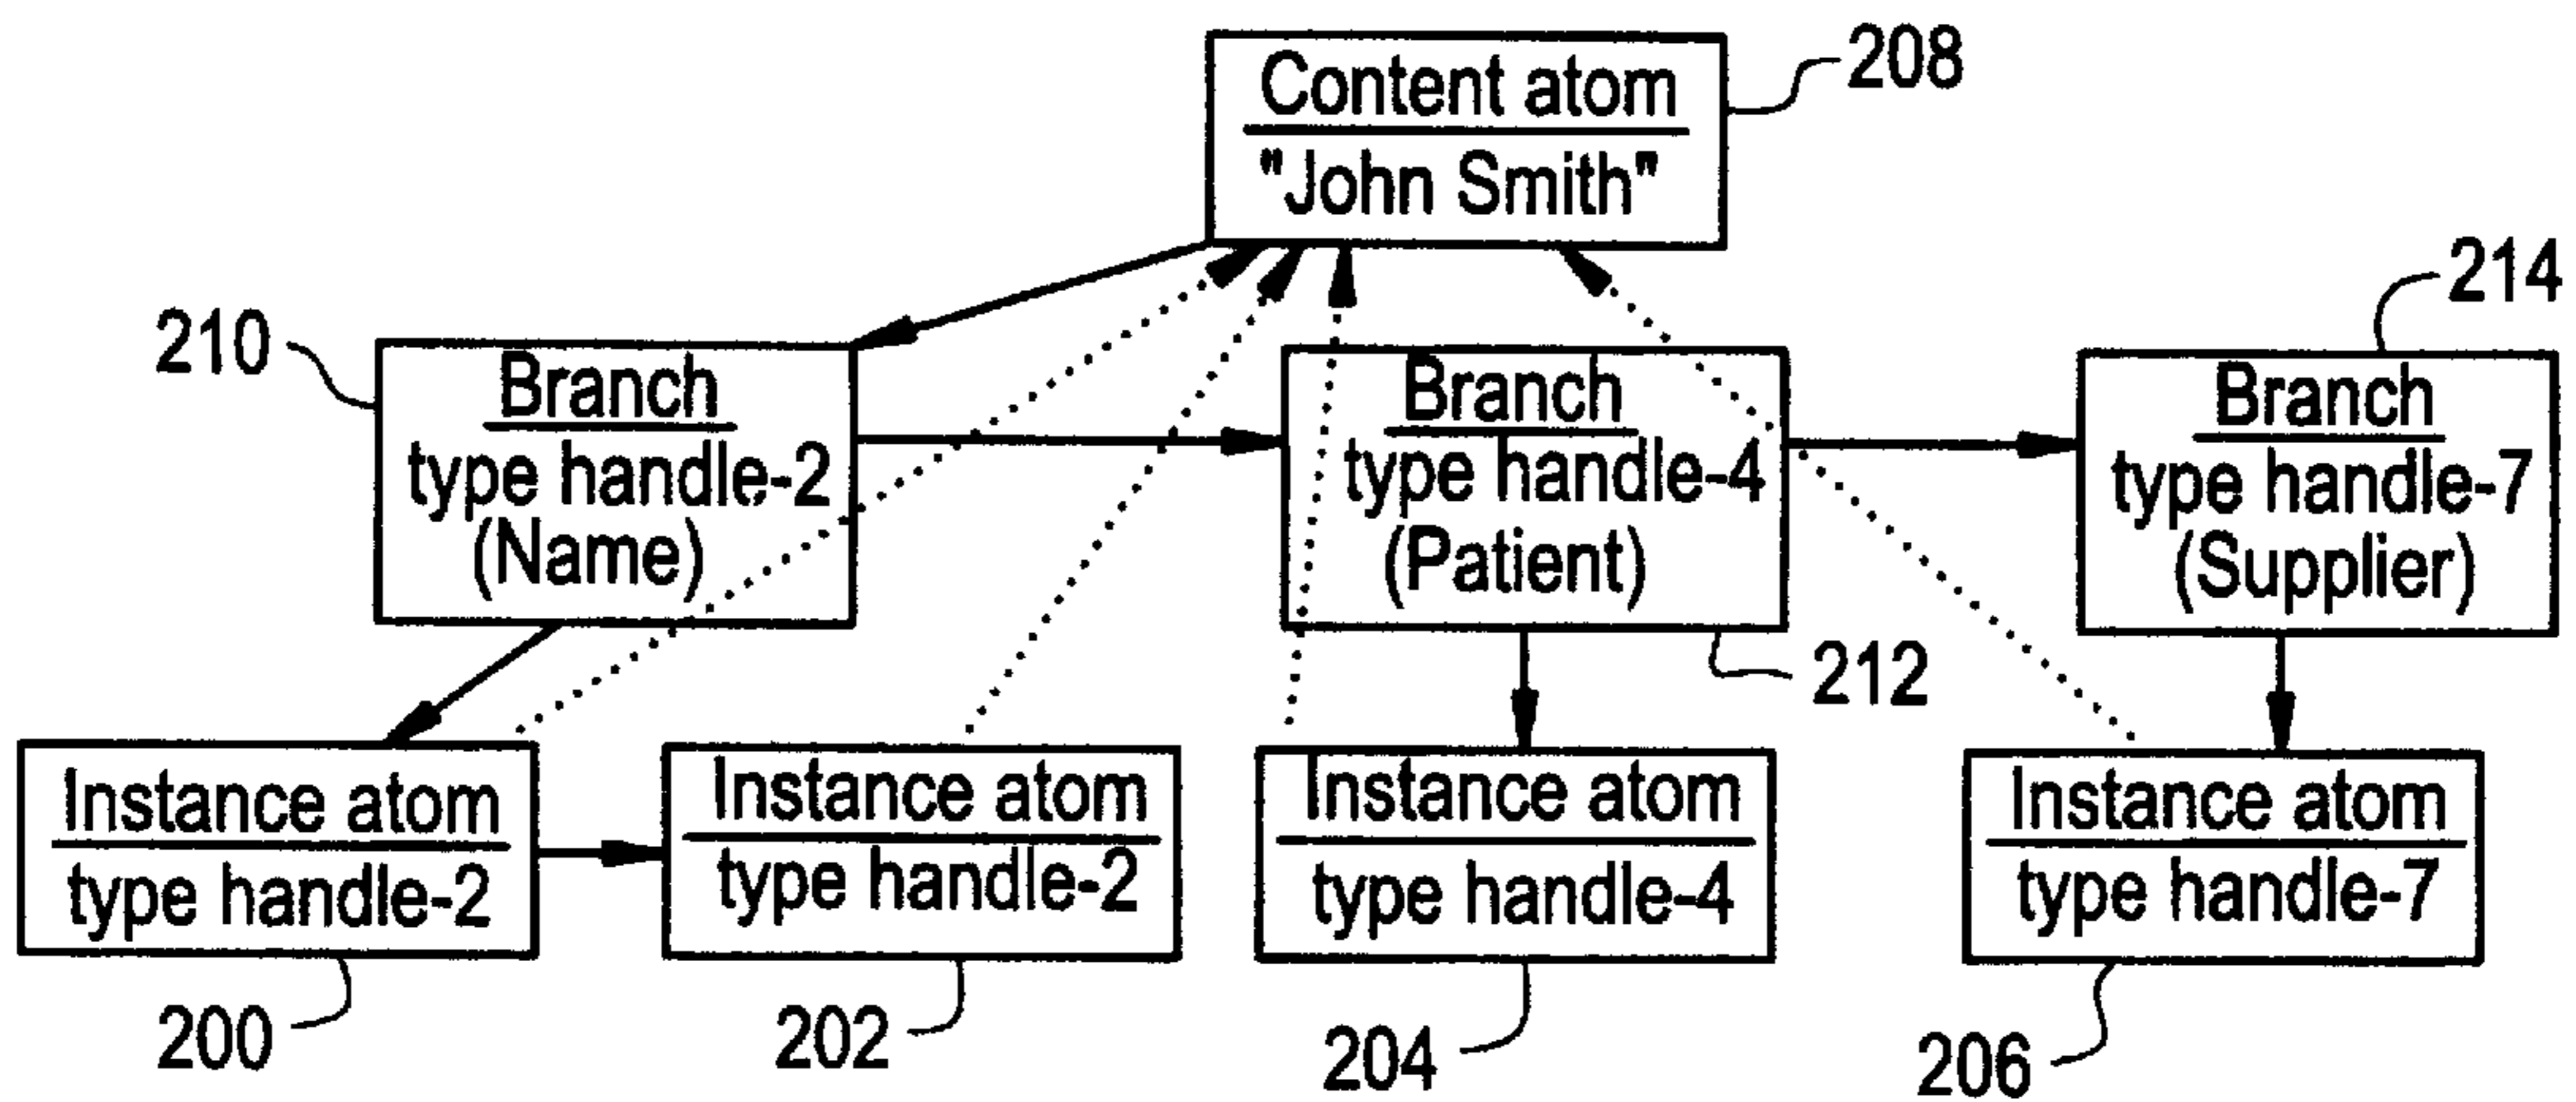 Content atom
"John Smith"
208
210
Branch
type handle-2
(Name)
Branch
type handle-4
(Patient)
212
214
Branch
type handle-7
(Supplier)
Instance atom
type handle-2
200
Instance atom
type handle-2
202
Instance atom
type handle-4
204
Instance atom
type handle-7
206